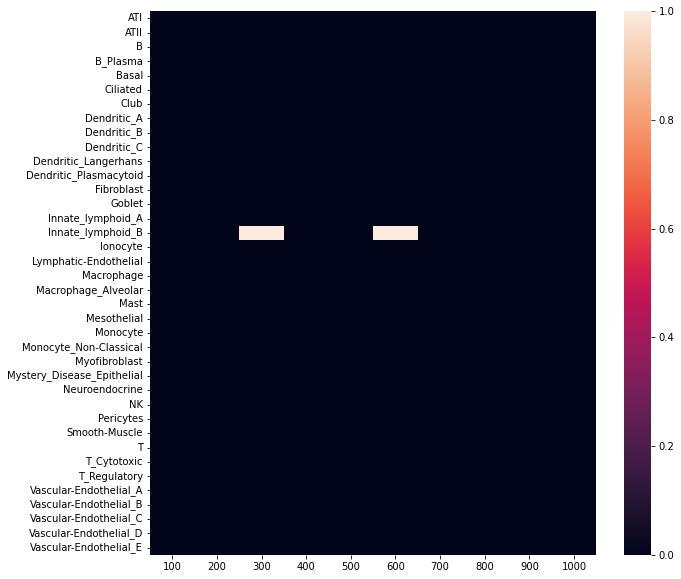 ATI
ATII
B
B_Plasma
Basal
Ciliated
Club
Dendritic_A
Dendritic_B
Dendritic_C
Dendritic_Langerhans
Dendritic_Plasmacytoid
Fibroblast
Goblet
Innate_lymphoid_A
Innate_lymphoid_B
Ionocyte
Lymphatic-Endothelial
Macrophage
Macrophage_Alveolar
Mast
Mesothelial
Monocyte
Monocyte_Non-Classical
Myofibroblast
Mystery_Disease_Epithelial
Neuroendocrine
NK
Pericytes
Smooth-Muscle
T
T_Cytotoxic
T_Regulatory
Vascular-Endothelial_A
Vascular-Endothelial_B
Vascular-Endothelial_C
Vascular-Endothelial_D
Vascular-Endothelial_E
100 200 300 400 500 600 700 800 900 1000
1.0
0.8
0.6
0.4
0.2
0.0